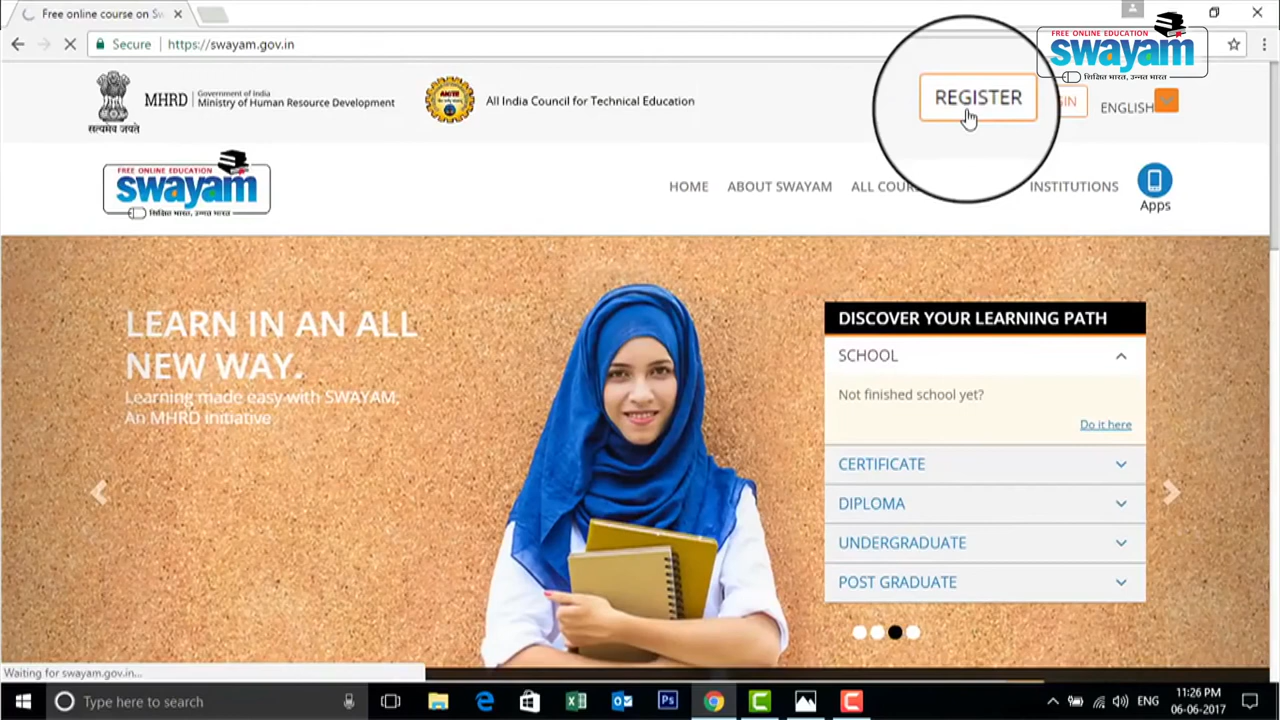 Free online course on Sw
Secure
https://swayam.gov.in
FREE ONLINE EDUCATION
swayam
शिक्षित भारत, उन्नत भारत
सत्यमेव जयते
MHRD
Government of India
Ministry of Human Resource Development
All India Council for Technical Education
REGISTER
GIN
ENGLISH
FREE ONLINE EDUCATION
swayam
शिक्षित भारत, उन्नत भारत
HOME
ABOUT SWAYAM
ALL COUR
INSTITUTIONS
Apps
LEARN IN AN ALL
NEW WAY.
Learning made easy with SWAYAM,
An MHRD initiative
DISCOVER YOUR LEARNING PATH
SCHOOL
Not finished school yet?
Do it here
CERTIFICATE
DIPLOMA
UNDERGRADUATE
POST GRADUATE
Waiting for swayam.gov.in...
Type here to search
Ps
ENG
11:26 PM
06-06-2017